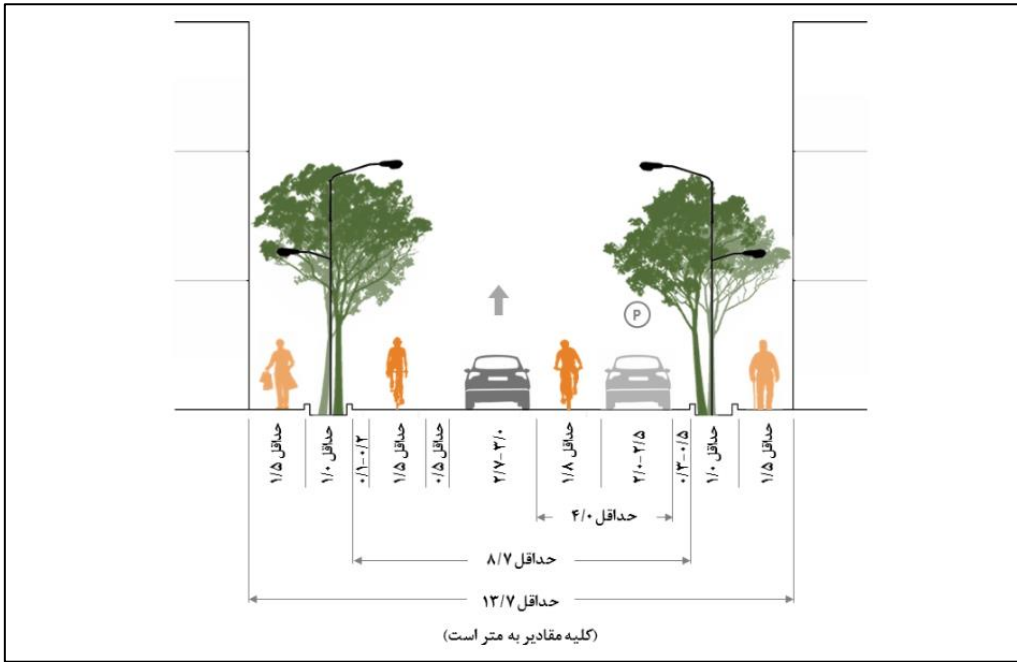 P
حداقل ۱/۵
حداقل ۱/۰
۰/۳-۰/۵
۲/۰-۲/۵
حداقل ۱/۸
۲/۷-۳/۰
حداقل ۰/۵
حداقل ۱/۵
۰/۱-۰/۲
حداقل ۱/۰
حداقل ۱/۵
حداقل ۴/۰
حداقل ۸/۷
حداقل ۱۳/۷
(کلیه مقادیر به متر است)